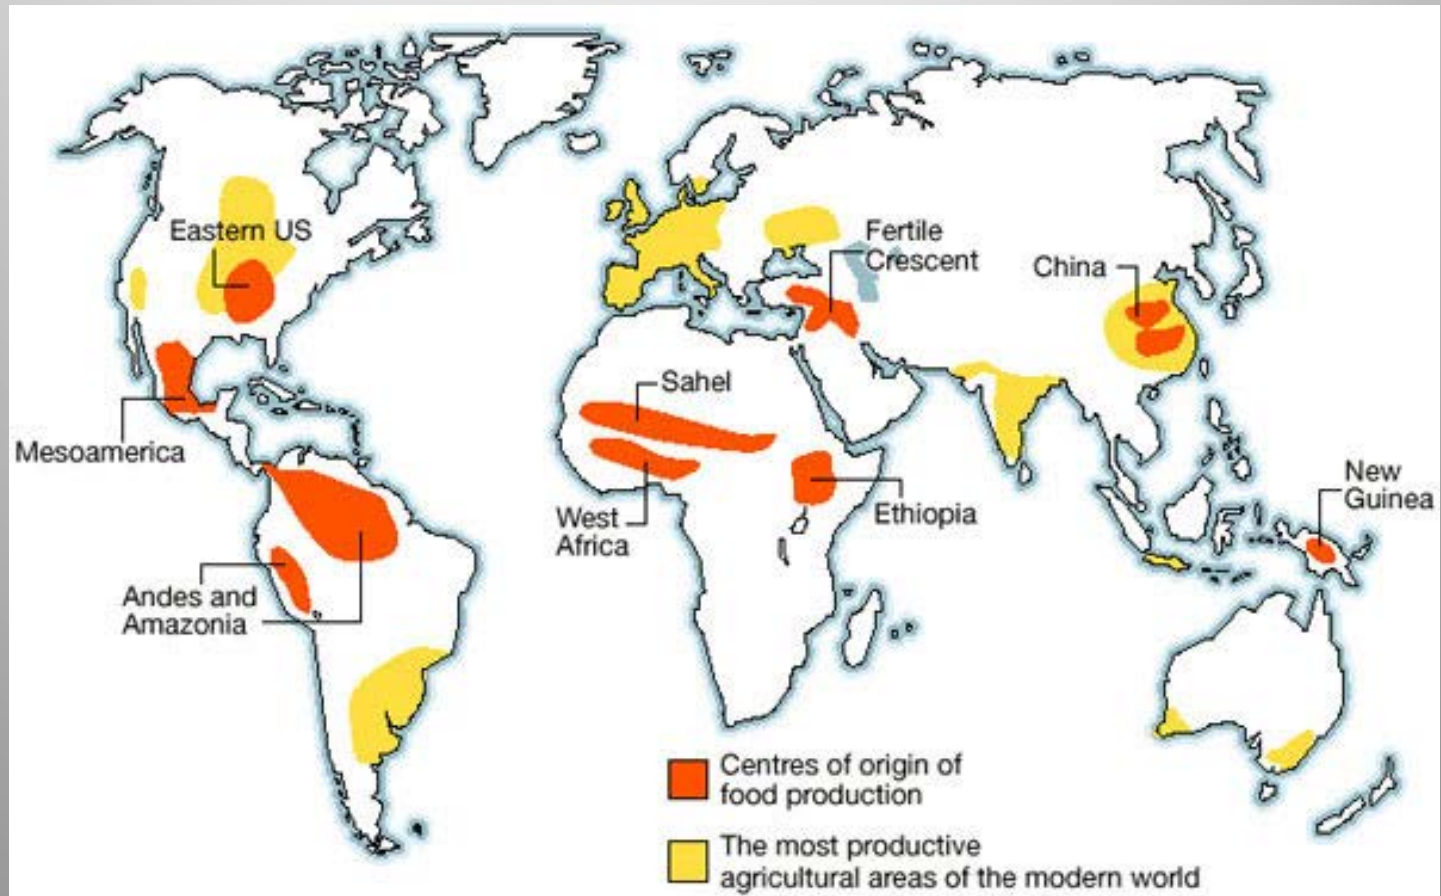 Eastern US
Fertile
Crescent
China
Sahel
Mesoamerica
New
Guinea
West
Africa
Ethiopia
Andes and
Amazonia
Centres of origin of
food production
The most productive
agricultural areas of the modern world